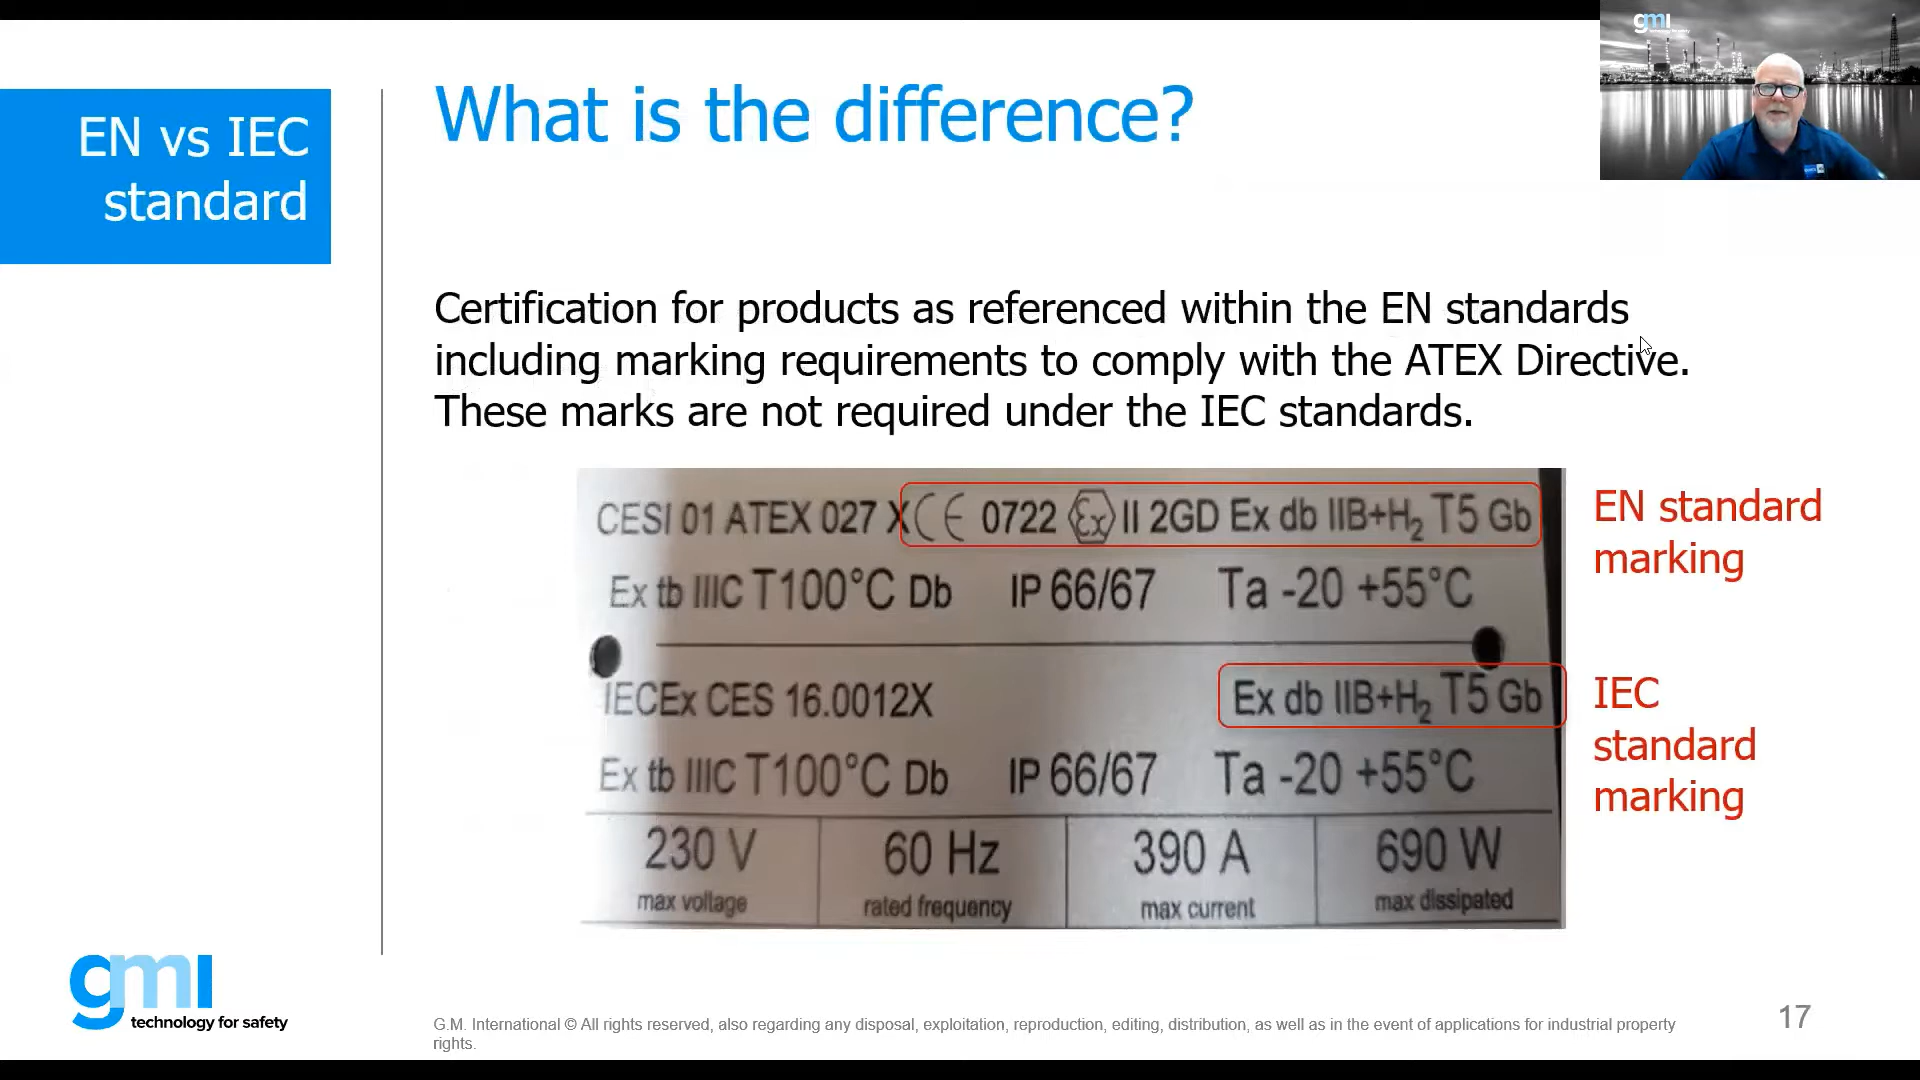 gmi
technology for safety
EN vs IEC
standard
What is the difference?
Certification for products as referenced within the EN standards
including marking requirements to comply with the ATEX Directive.
These marks are not required under the IEC standards.
CESI 01 ATEX 027 X CE 0722 Ex II 2GD Ex db IIB+H₂ T5 Gb
Ex tb IIIC T100°C Db IP 66/67 Ta -20 +55°C
IECEx CES 16.0012X Ex db IIB+H₂ T5 Gb
Ex tb IIIC T100°C Db IP 66/67 Ta -20 +55°C
230 V 60 Hz 390 A 690 W
max voltage rated frequency max current max dissipated
EN standard
marking
IEC
standard
marking
gmi
technology for safety
G.M. International © All rights reserved, also regarding any disposal, exploitation, reproduction, editing, distribution, as well as in the event of applications for industrial property
rights.
17